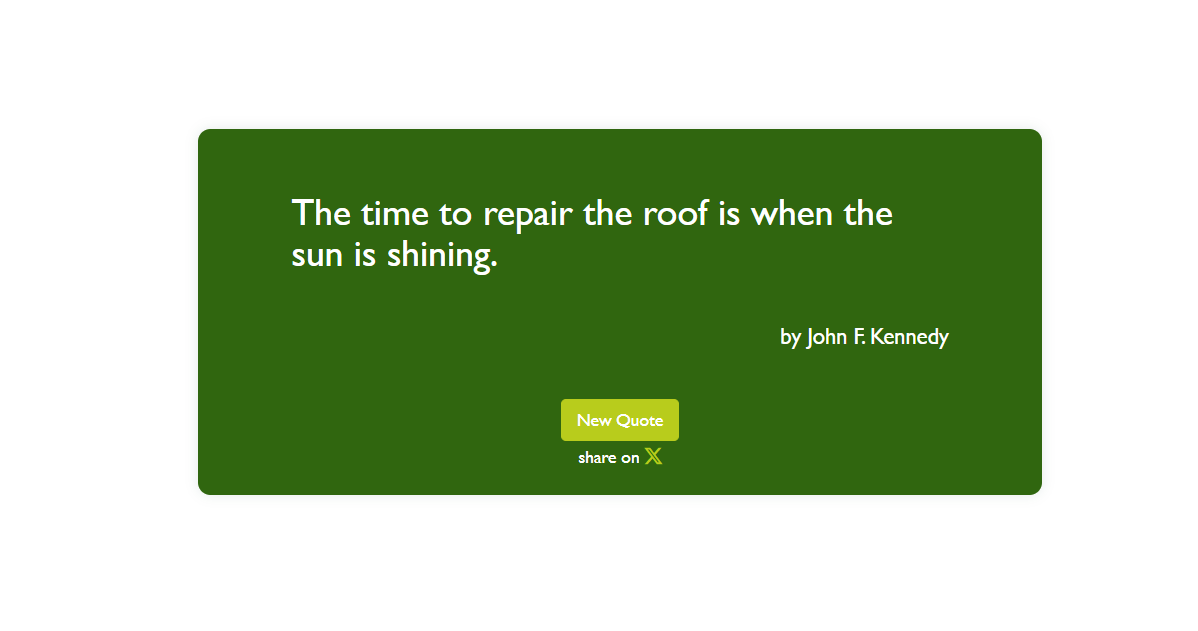 The time to repair the roof is when the
sun is shining.
by John F. Kennedy
New Quote
share on X